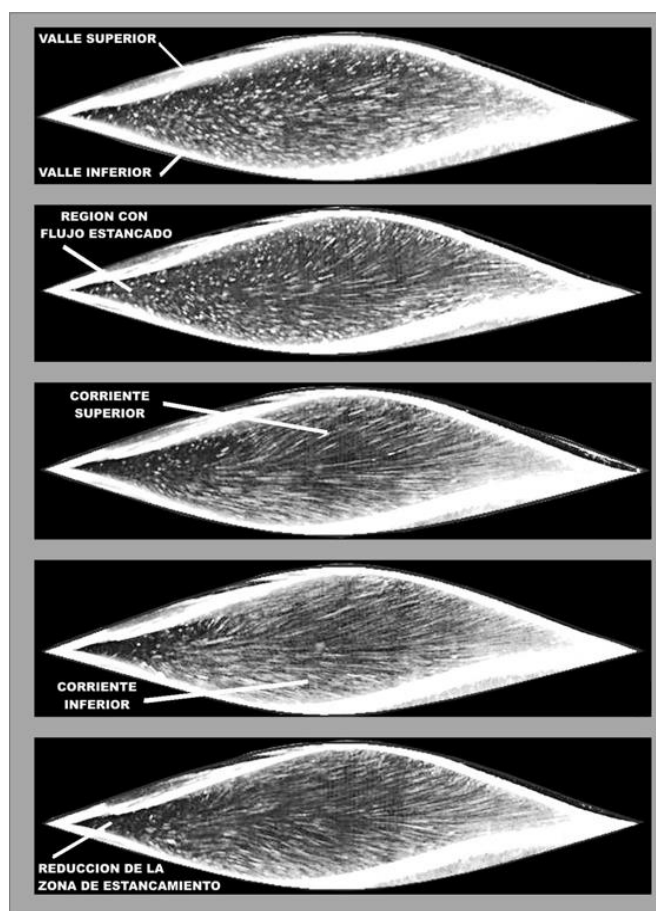 VALLE SUPERIOR
VALLE INFERIOR
REGION CON
FLUJO ESTANCADO
CORRIENTE
SUPERIOR
CORRIENTE
INFERIOR
REDUCCION DE LA
ZONA DE ESTANCAMIENTO